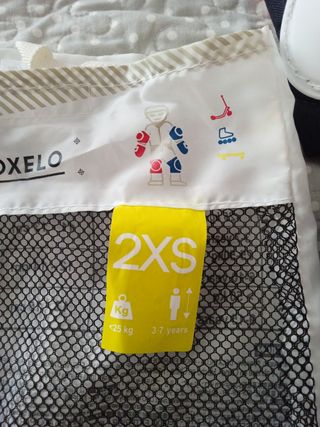 OXELO
2XS
Kg
<25 kg
3-7 years